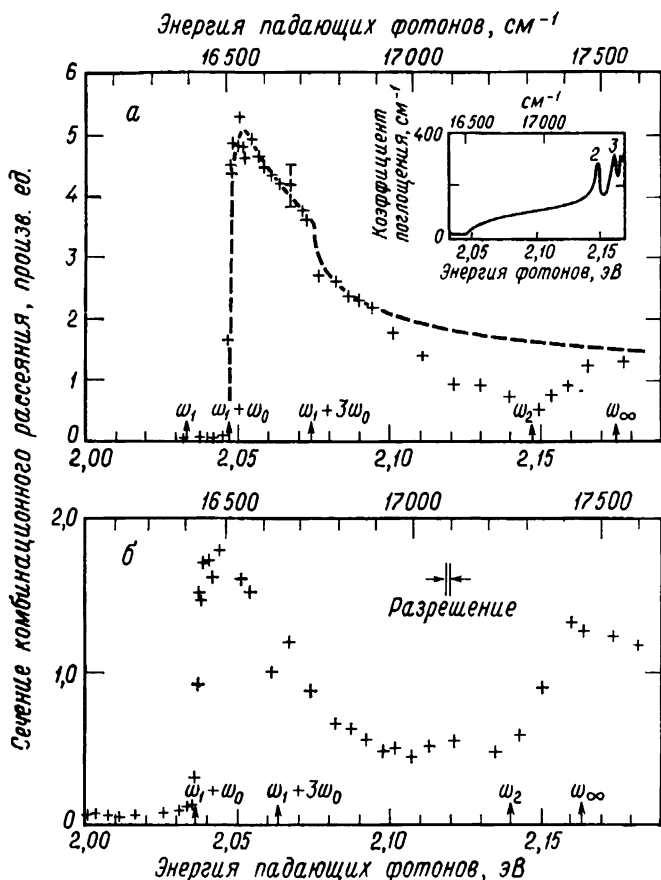 Энергия падающих фотонов, см⁻¹
16 500 17 000 17 500
Сечение комбинационного рассеяния, произв. ед.
6
5
4
3
2
1
0
а
см⁻¹
16 500 17 000
Коэффициент
поглощения, см⁻¹
400
0
2 3
2,05 2,10 2,15
Энергия фотонов, эВ
ω₁ ω₁+ω₀ ω₁+3ω₀ ω₂ ω∞
2,00 2,05 2,10 2,15
16 500 17 000 17 500
2,0
1,0
0
б
Разрешение
ω₁+ω₀ ω₁+3ω₀ ω₂ ω∞
2,00 2,05 2,10 2,15
Энергия падающих фотонов, эВ